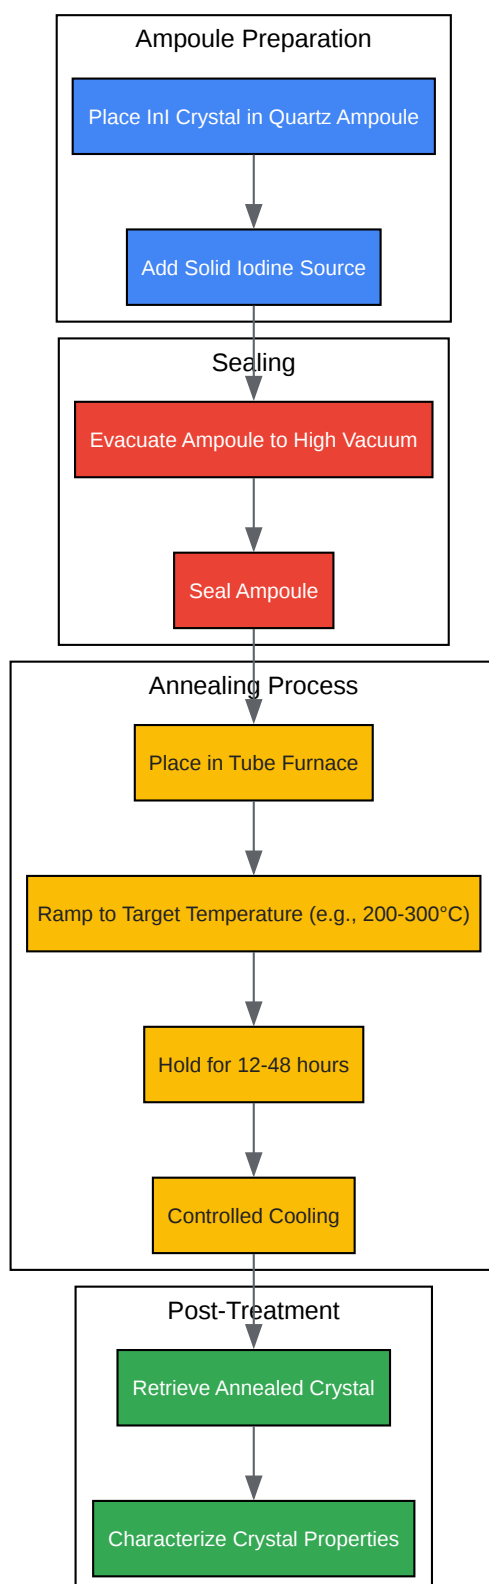 Ampoule Preparation
Place InI Crystal in Quartz Ampoule
Add Solid Iodine Source
Sealing
Evacuate Ampoule to High Vacuum
Seal Ampoule
Annealing Process
Place in Tube Furnace
Ramp to Target Temperature (e.g., 200-300°C)
Hold for 12-48 hours
Controlled Cooling
Post-Treatment
Retrieve Annealed Crystal
Characterize Crystal Properties